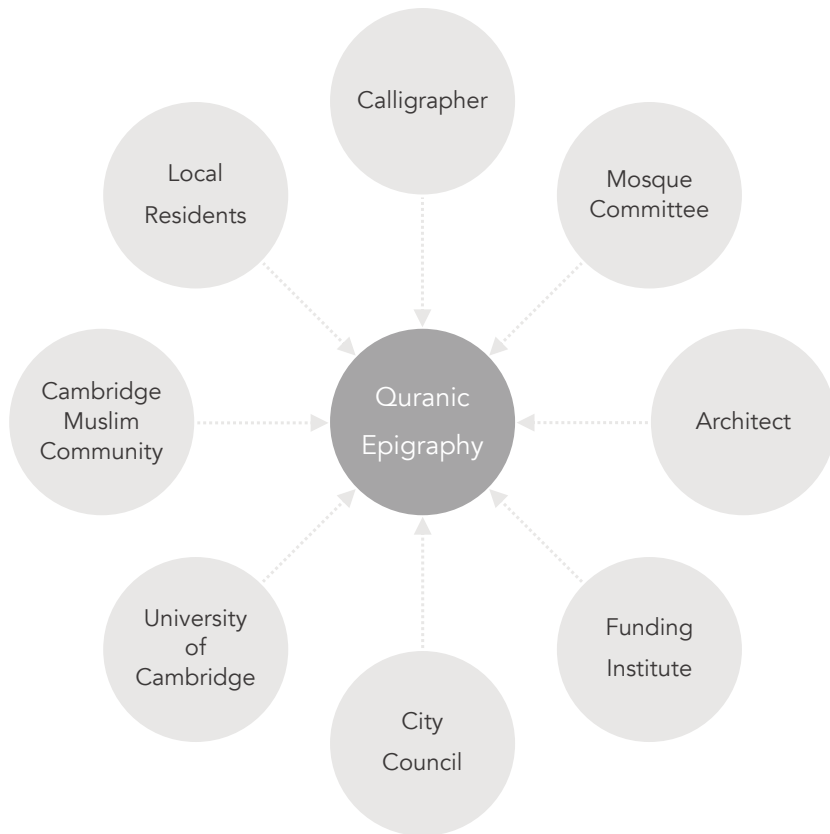 Calligrapher
Mosque
Committee
Architect
Funding
Institute
City
Council
University
of
Cambridge
Cambridge
Muslim
Community
Local
Residents
Quranic
Epigraphy